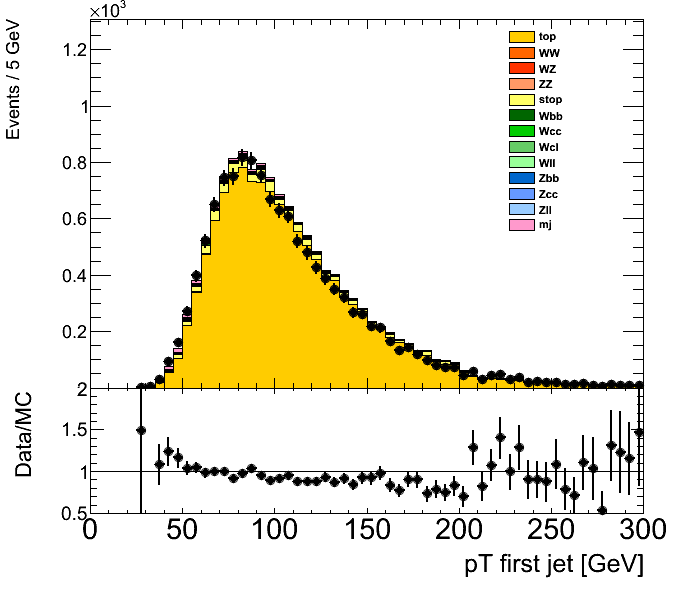 ×10³
Events / 5 GeV
1.2
1
0.8
0.6
0.4
0.2
top
WW
WZ
ZZ
stop
Wbb
Wcc
Wcl
Wll
Zbb
Zcc
Zll
mj
Data/MC
2
1.5
1
0.5
0 50 100 150 200 250 300
pT first jet [GeV]